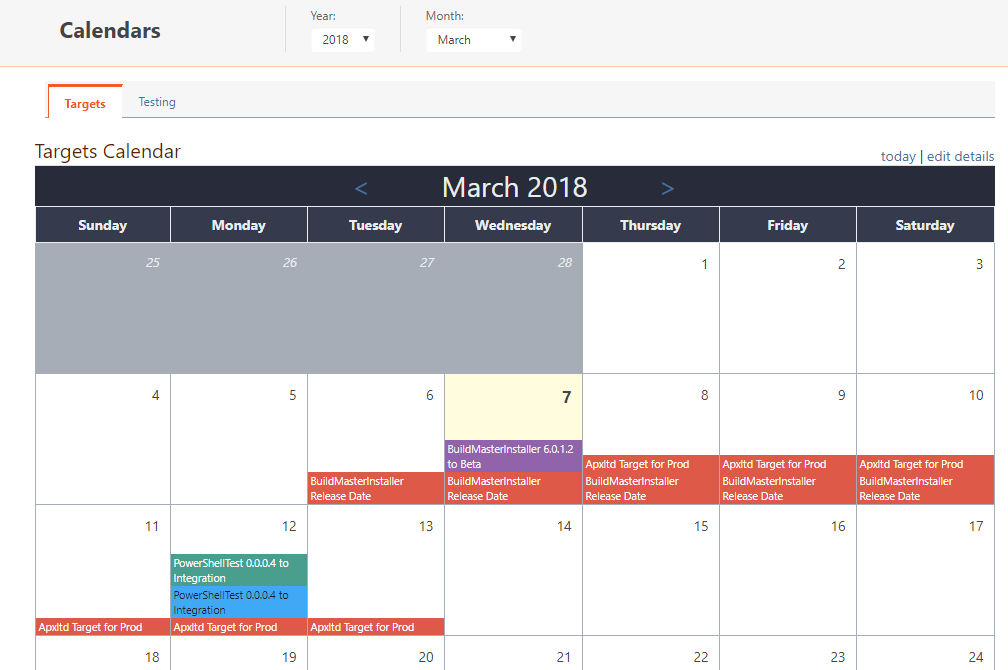 Calendars
Year:
2018
Month:
March
Targets
Testing
Targets Calendar
today | edit details
< March 2018 >
Sunday Monday Tuesday Wednesday Thursday Friday Saturday
25 26 27 28 1 2 3
4 5 6 7 8 9 10
BuildMasterInstaller
Release Date
BuildMasterInstaller 6.0.1.2
to Beta
BuildMasterInstaller
Release Date
Apxltd Target for Prod
BuildMasterInstaller
Release Date
Apxltd Target for Prod
BuildMasterInstaller
Release Date
Apxltd Target for Prod
BuildMasterInstaller
Release Date
11 12 13 14 15 16 17
Apxltd Target for Prod
PowerShellTest 0.0.0.4 to
Integration
PowerShellTest 0.0.0.4 to
Integration
Apxltd Target for Prod
Apxltd Target for Prod
18 19 20 21 22 23 24